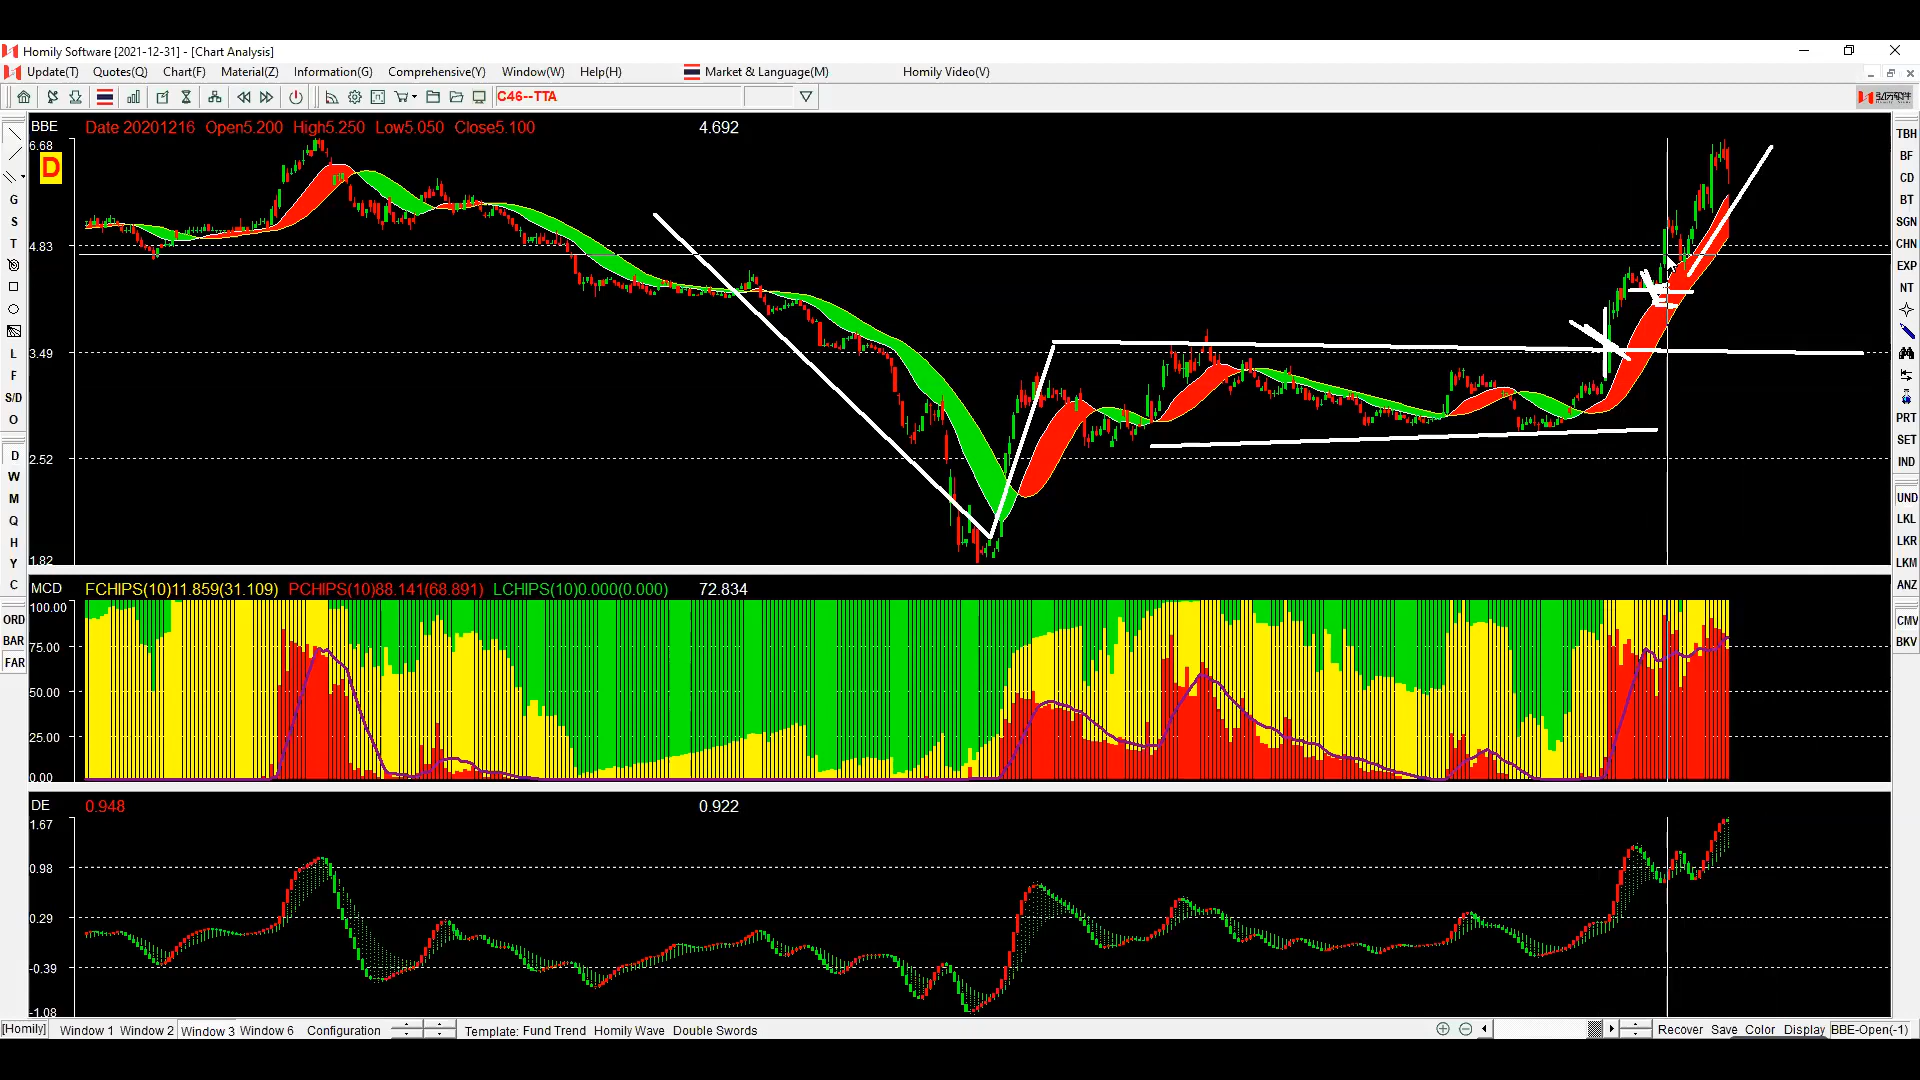 Homily Software [2021-12-31] - [Chart Analysis]
Update(T) Quotes(Q) Chart(F) Material(Z) Information(G) Comprehensive(Y) Window(W) Help(H) Market & Language(M) Homily Video(V)
C46--TTA
弘历软件
BBE Date 20201216 Open5.200 High5.250 Low5.050 Close5.100 4.692
6.68
D
4.83
3.49
2.52
1.82
MCD FCHIPS(10)11.859(31.109) PCHIPS(10)88.141(68.891) LCHIPS(10)0.000(0.000) 72.834
100.00
75.00
50.00
25.00
0.00
DE 0.948 0.922
1.67
0.98
0.29
-0.39
-1.08
G
S
T
L
F
S/D
O
D
W
M
Q
H
Y
C
ORD
BAR
FAR
TBH
BF
CD
BT
SGN
CHN
EXP
NT
PRT
SET
IND
UND
LKL
LKR
LKM
ANZ
CMV
BKV
[Homily] Window 1 Window 2 Window 3 Window 6 Configuration Template: Fund Trend Homily Wave Double Swords Recover Save Color Display BBE-Open(-1)